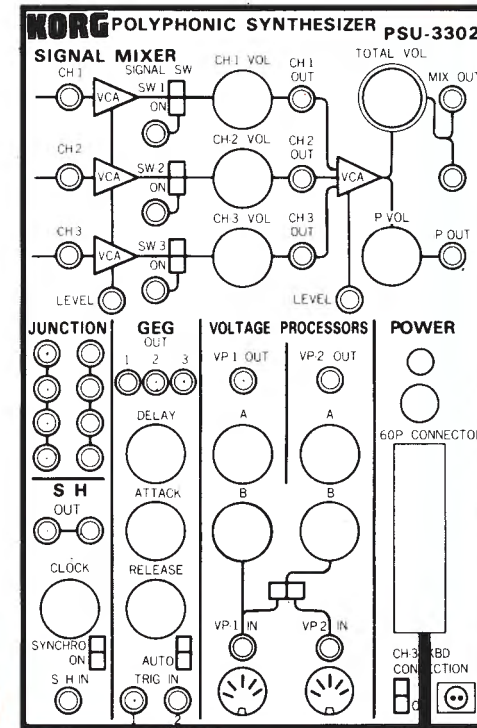 KORG POLYPHONIC SYNTHESIZER PSU-3302
SIGNAL MIXER
TOTAL VOL
CH 1
SIGNAL SW
CH-1 VOL
CH 1 OUT
MIX OUT
VCA
SW 1
ON
CH 2
SW 2
ON
CH-2 VOL
CH 2 OUT
VCA
VCA
P VOL
CH 3
SW 3
ON
CH-3 VOL
CH 3 OUT
P OUT
VCA
LEVEL
LEVEL
JUNCTION
GEG
OUT
1 2 3
VOLTAGE PROCESSORS
VP-1 OUT
VP-2 OUT
POWER
DELAY
A
A
60P CONNECTOR
S H
OUT
ATTACK
B
B
CLOCK
RELEASE
SYNCHRO
ON
AUTO
VP-1 IN
VP-2 IN
CH-3 KBD
CONNECTION
S H IN
TRIG IN
1 2